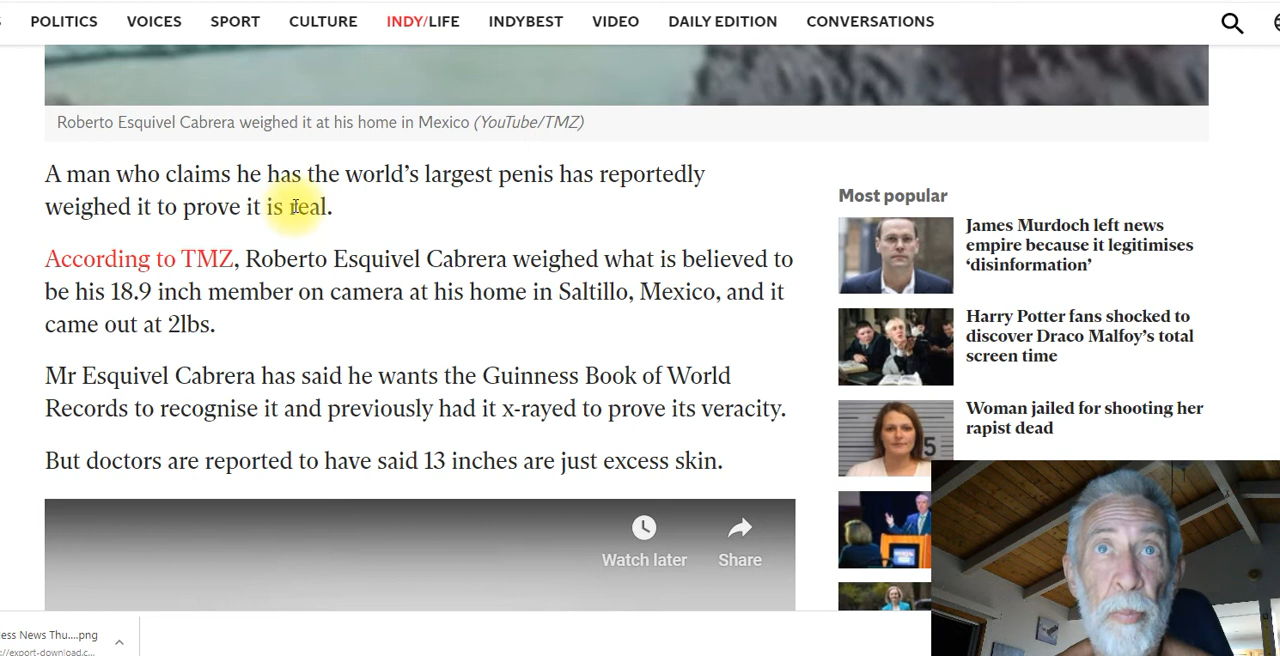 POLITICS VOICES SPORT CULTURE INDY/LIFE INDYBEST VIDEO DAILY EDITION CONVERSATIONS
Roberto Esquivel Cabrera weighed it at his home in Mexico (YouTube/TMZ)
A man who claims he has the world’s largest penis has reportedly
weighed it to prove it is real.
According to TMZ, Roberto Esquivel Cabrera weighed what is believed to
be his 18.9 inch member on camera at his home in Saltillo, Mexico, and it
came out at 2lbs.
Mr Esquivel Cabrera has said he wants the Guinness Book of World
Records to recognise it and previously had it x-rayed to prove its veracity.
But doctors are reported to have said 13 inches are just excess skin.
Watch later Share
Most popular
James Murdoch left news
empire because it legitimises
‘disinformation’
Harry Potter fans shocked to
discover Draco Malfoy’s total
screen time
Woman jailed for shooting her
rapist dead
5
ess News Thu....png
://export-download.c...